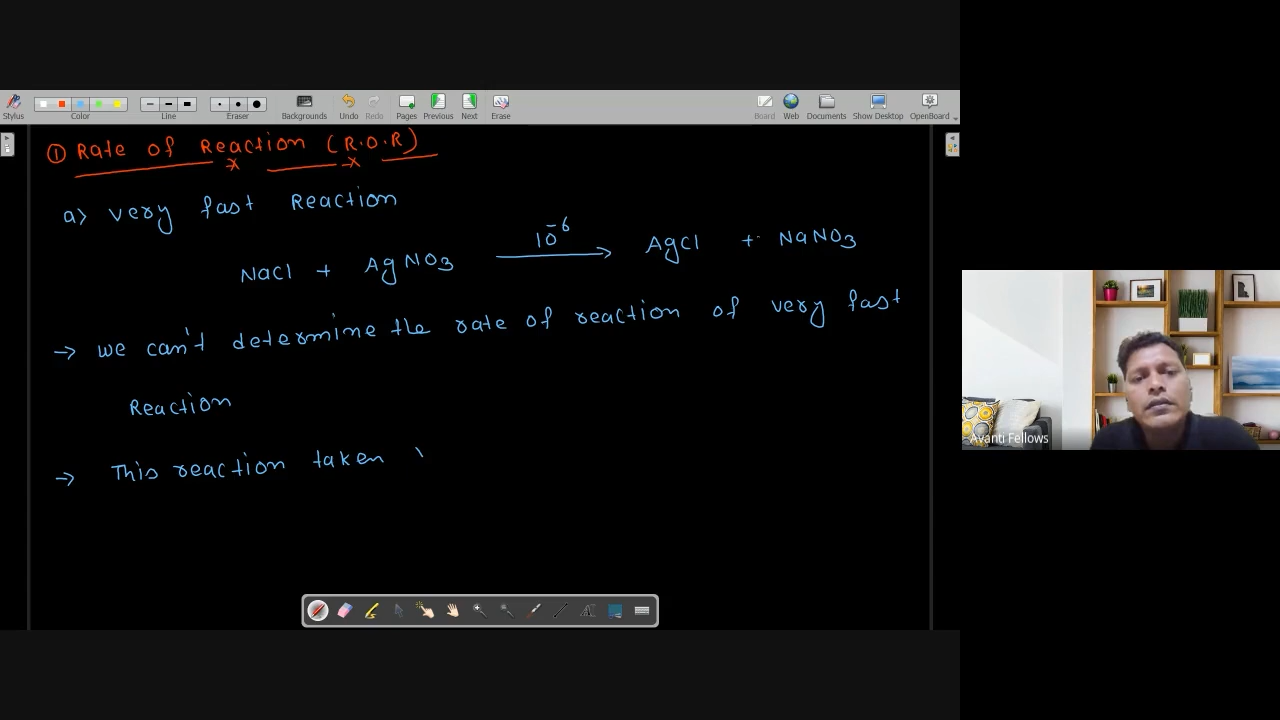 Stylus Color Line Eraser Backgrounds Undo Redo Pages Previous Next Erase Board Web Documents Show Desktop OpenBoard
① Rate of Reaction (R.O.R)
a) very fast Reaction
10⁻⁶
NaCl + AgNO₃ → AgCl + NaNO₃
→ we can't determine the rate of reaction of very fast
Reaction
→ This reaction taken
Avanti Fellows